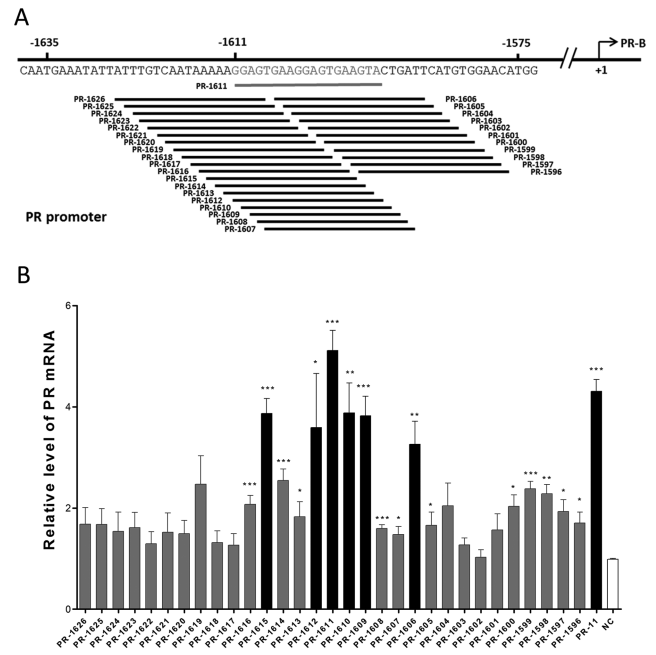 A
-1635 -1611 -1575 PR-B
CAATGAAATATTATTTGTCAATAAAAAGGAGTGAAGGAGTGAAGTACTGATTCATGTGGAACATGG +1
PR-1611
PR-1626 PR-1606
PR-1625 PR-1605
PR-1624 PR-1604
PR-1623 PR-1603
PR-1622 PR-1602
PR-1621 PR-1601
PR-1620 PR-1600
PR-1619 PR-1599
PR-1618 PR-1598
PR-1617 PR-1597
PR-1616 PR-1596
PR-1615
PR-1614
PR-1613
PR-1612
PR-1610
PR-1609
PR-1608
PR-1607
PR promoter
B
Relative level of PR mRNA
6
4
2
0
*** *** * *** * *** ** *** *** * ** * * *** ** * * ***
PR-1626 PR-1625 PR-1624 PR-1623 PR-1622 PR-1621 PR-1620 PR-1619 PR-1618 PR-1617 PR-1616 PR-1615 PR-1614 PR-1613 PR-1612 PR-1611 PR-1610 PR-1609 PR-1608 PR-1607 PR-1606 PR-1605 PR-1604 PR-1603 PR-1602 PR-1601 PR-1600 PR-1599 PR-1598 PR-1597 PR-1596 PR-11 NC